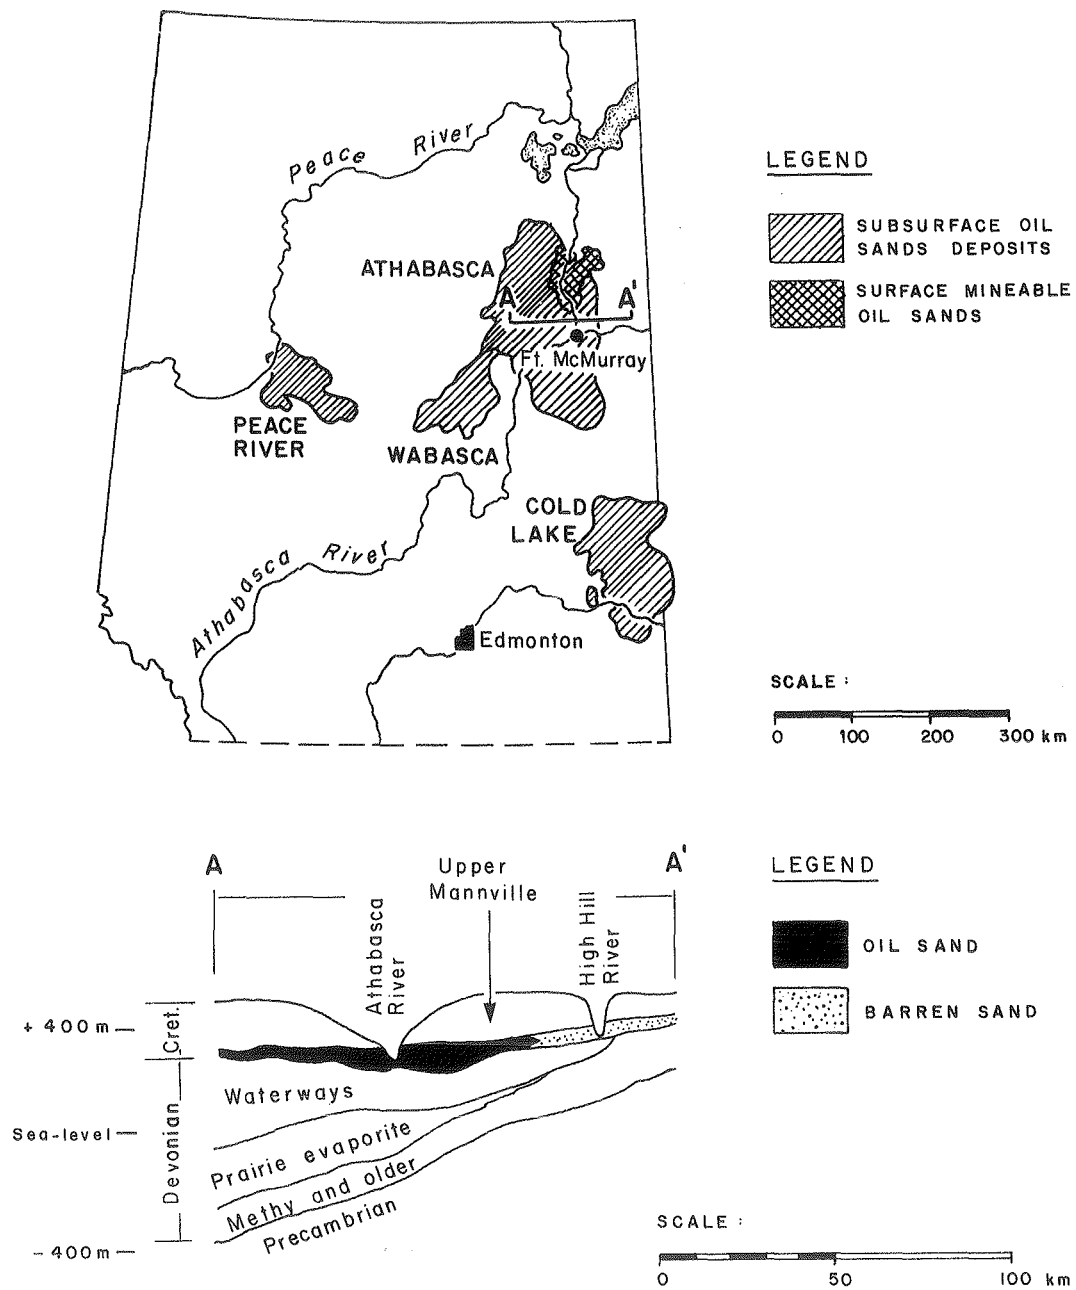 Peace River
LEGEND
SUBSURFACE OIL
SANDS DEPOSITS
ATHABASCA
SURFACE MINEABLE
OIL SANDS
A
A'
Ft. McMurray
PEACE
RIVER
WABASCA
COLD
LAKE
Athabasca River
Edmonton
SCALE :
0 100 200 300 km
A
Upper
Mannville
A'
LEGEND
Athabasca
River
High Hill
River
OIL SAND
BARREN SAND
+ 400 m
Cret.
Waterways
Sea-level
Devonian
Prairie evaporite
Methy and older
Precambrian
- 400 m
SCALE :
0 50 100 km